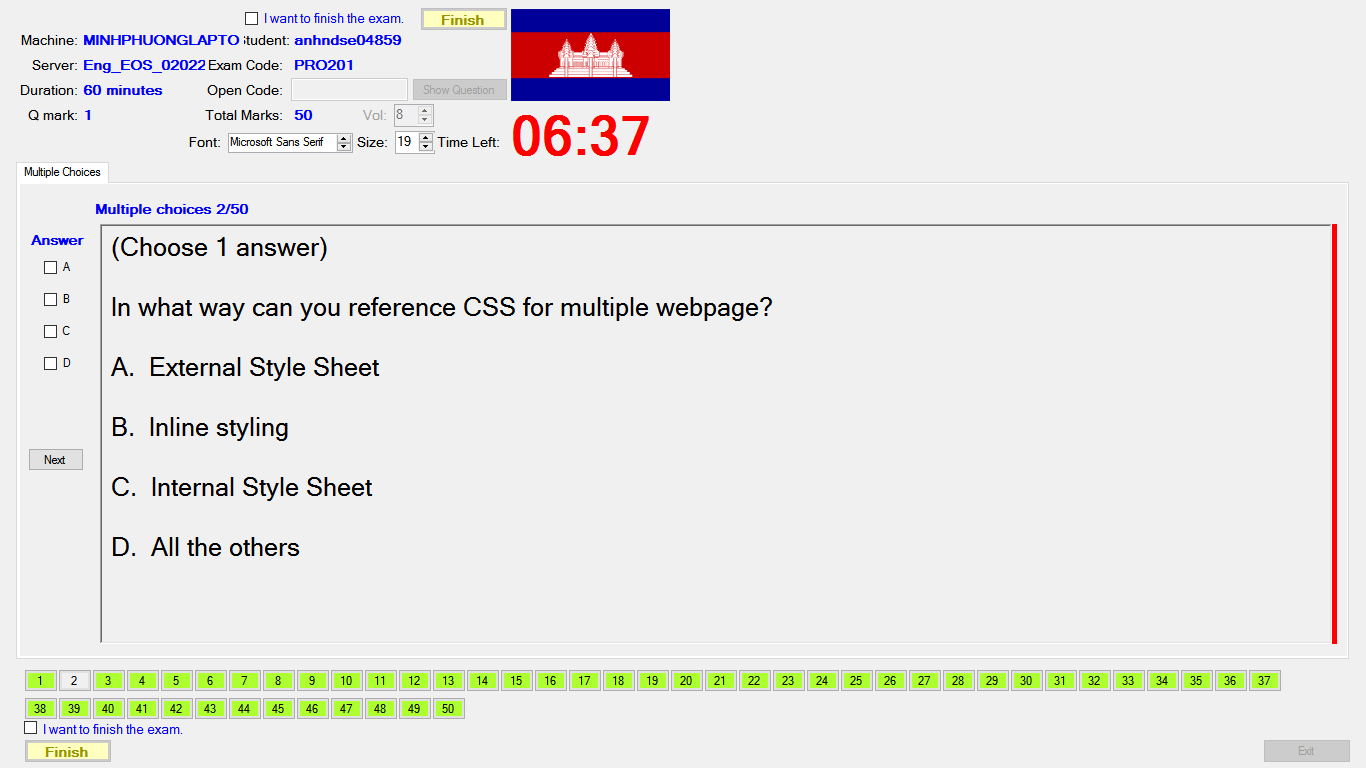 I want to finish the exam. Finish
Machine: MINHPHUONGLAPTO Student: anhndse04859
Server: Eng_EOS_02022 Exam Code: PRO201
Duration: 60 minutes Open Code: Show Question
Q mark: 1 Total Marks: 50 Vol: 8
Font: Microsoft Sans Serif Size: 19 Time Left: 06:37
Multiple Choices
Multiple choices 2/50
Answer
A
B
C
D
Next
(Choose 1 answer)
In what way can you reference CSS for multiple webpage?
A. External Style Sheet
B. Inline styling
C. Internal Style Sheet
D. All the others
1 2 3 4 5 6 7 8 9 10 11 12 13 14 15 16 17 18 19 20 21 22 23 24 25 26 27 28 29 30 31 32 33 34 35 36 37
38 39 40 41 42 43 44 45 46 47 48 49 50
I want to finish the exam.
Finish Exit